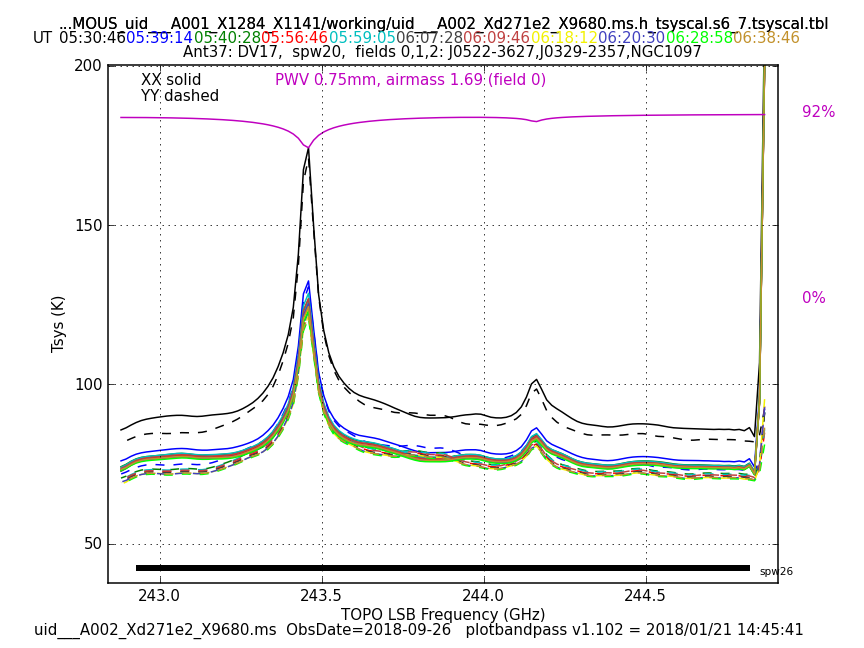 ...MOUS_uid___A001_X1284_X1141/working/uid___A002_Xd271e2_X9680.ms.h_tsyscal.s6_7.tsyscal.tbl
UT 05:30:46 05:39:14 05:40:28 05:56:46 05:59:05 06:07:28 06:09:46 06:18:12 06:20:30 06:28:58 06:38:46
Ant37: DV17, spw20, fields 0,1,2: J0522-3627,J0329-2357,NGC1097
XX solid
YY dashed
PWV 0.75mm, airmass 1.69 (field 0)
92%
0%
200
150
100
50
Tsys (K)
spw26
243.0 243.5 244.0 244.5
TOPO LSB Frequency (GHz)
uid___A002_Xd271e2_X9680.ms ObsDate=2018-09-26 plotbandpass v1.102 = 2018/01/21 14:45:41